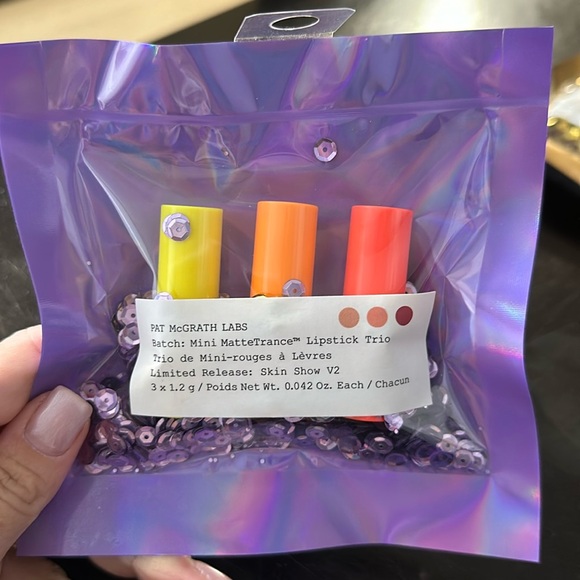 PAT McGRATH LABS
Batch: Mini MatteTrance™ Lipstick Trio
Trio de Mini-rouges à Lèvres
Limited Release: Skin Show V2
3 x 1.2 g / Poids Net Wt. 0.042 Oz. Each / Chacun